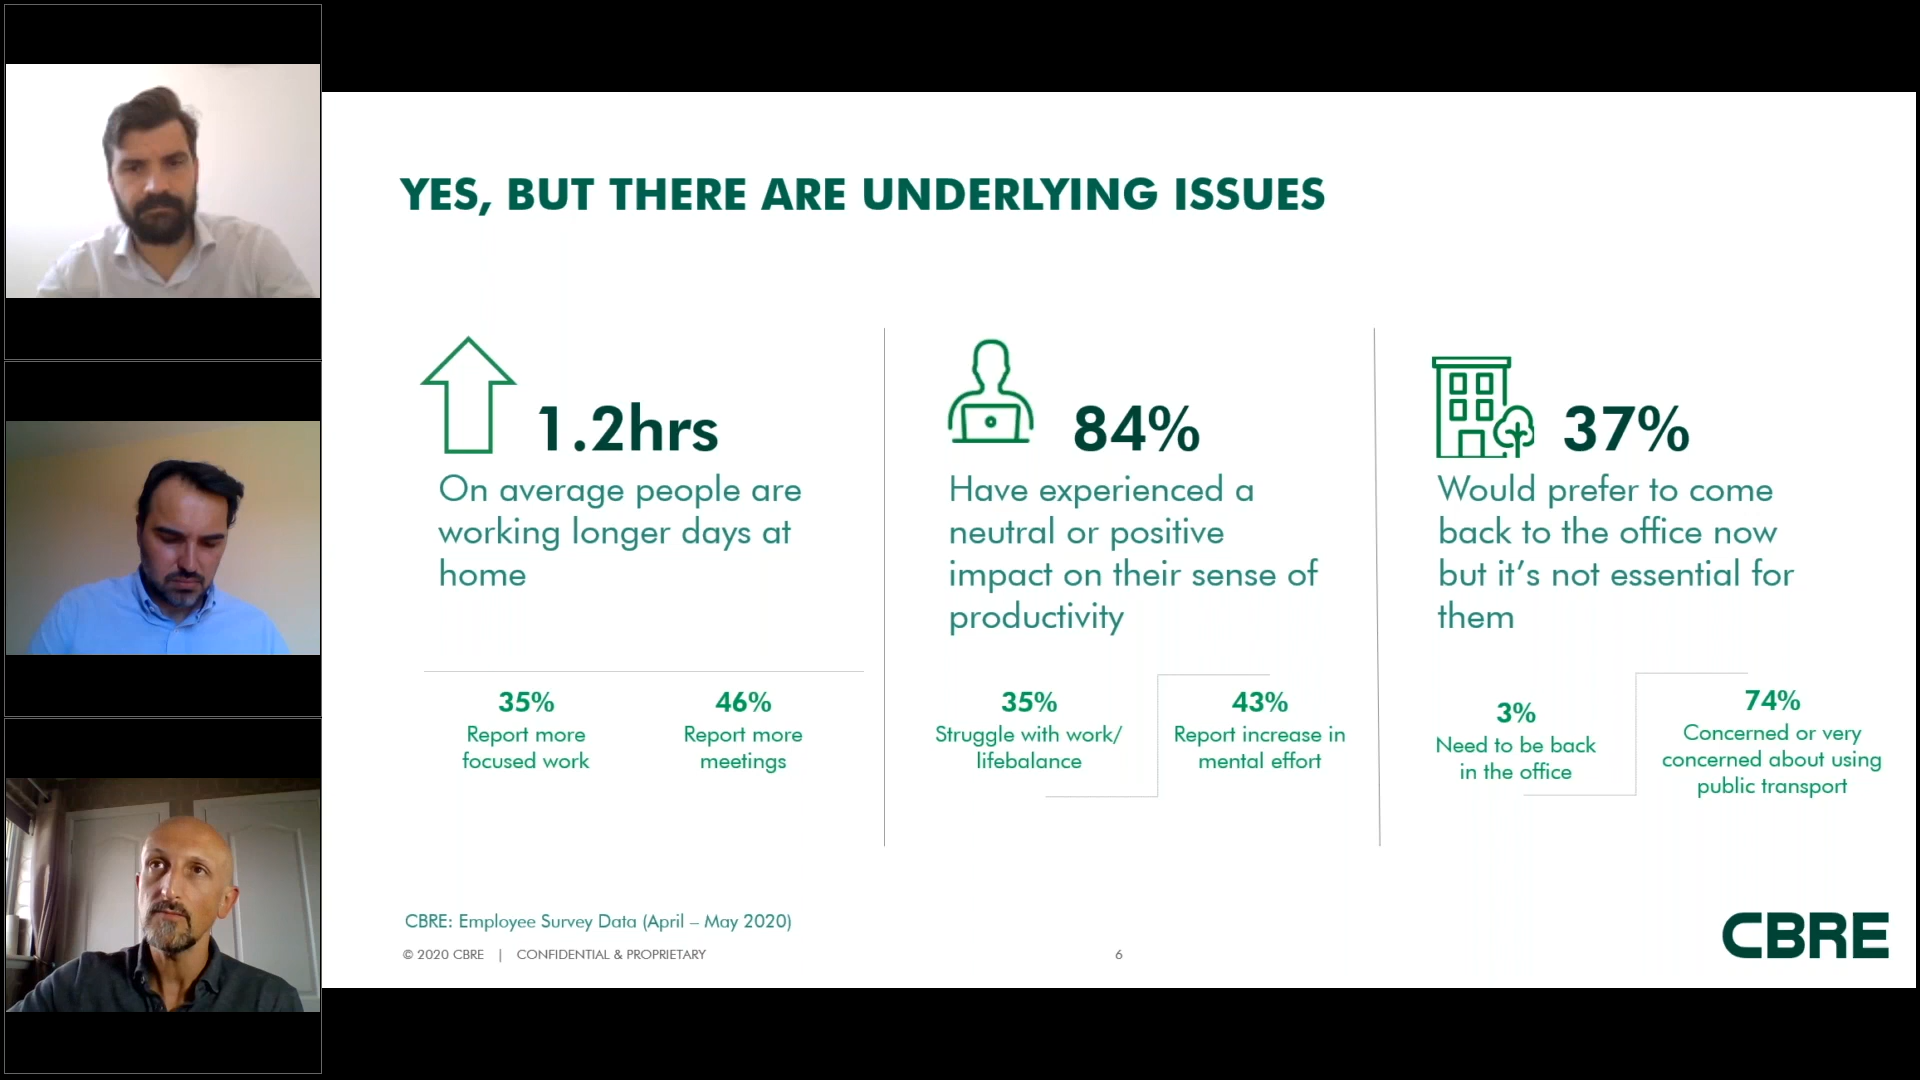 YES, BUT THERE ARE UNDERLYING ISSUES
1.2hrs
On average people are
working longer days at
home
35%
Report more
focused work
46%
Report more
meetings
84%
Have experienced a
neutral or positive
impact on their sense of
productivity
35%
Struggle with work/
lifebalance
43%
Report increase in
mental effort
37%
Would prefer to come
back to the office now
but it's not essential for
them
3%
Need to be back
in the office
74%
Concerned or very
concerned about using
public transport
CBRE: Employee Survey Data (April – May 2020)
© 2020 CBRE | CONFIDENTIAL & PROPRIETARY
6
CBRE